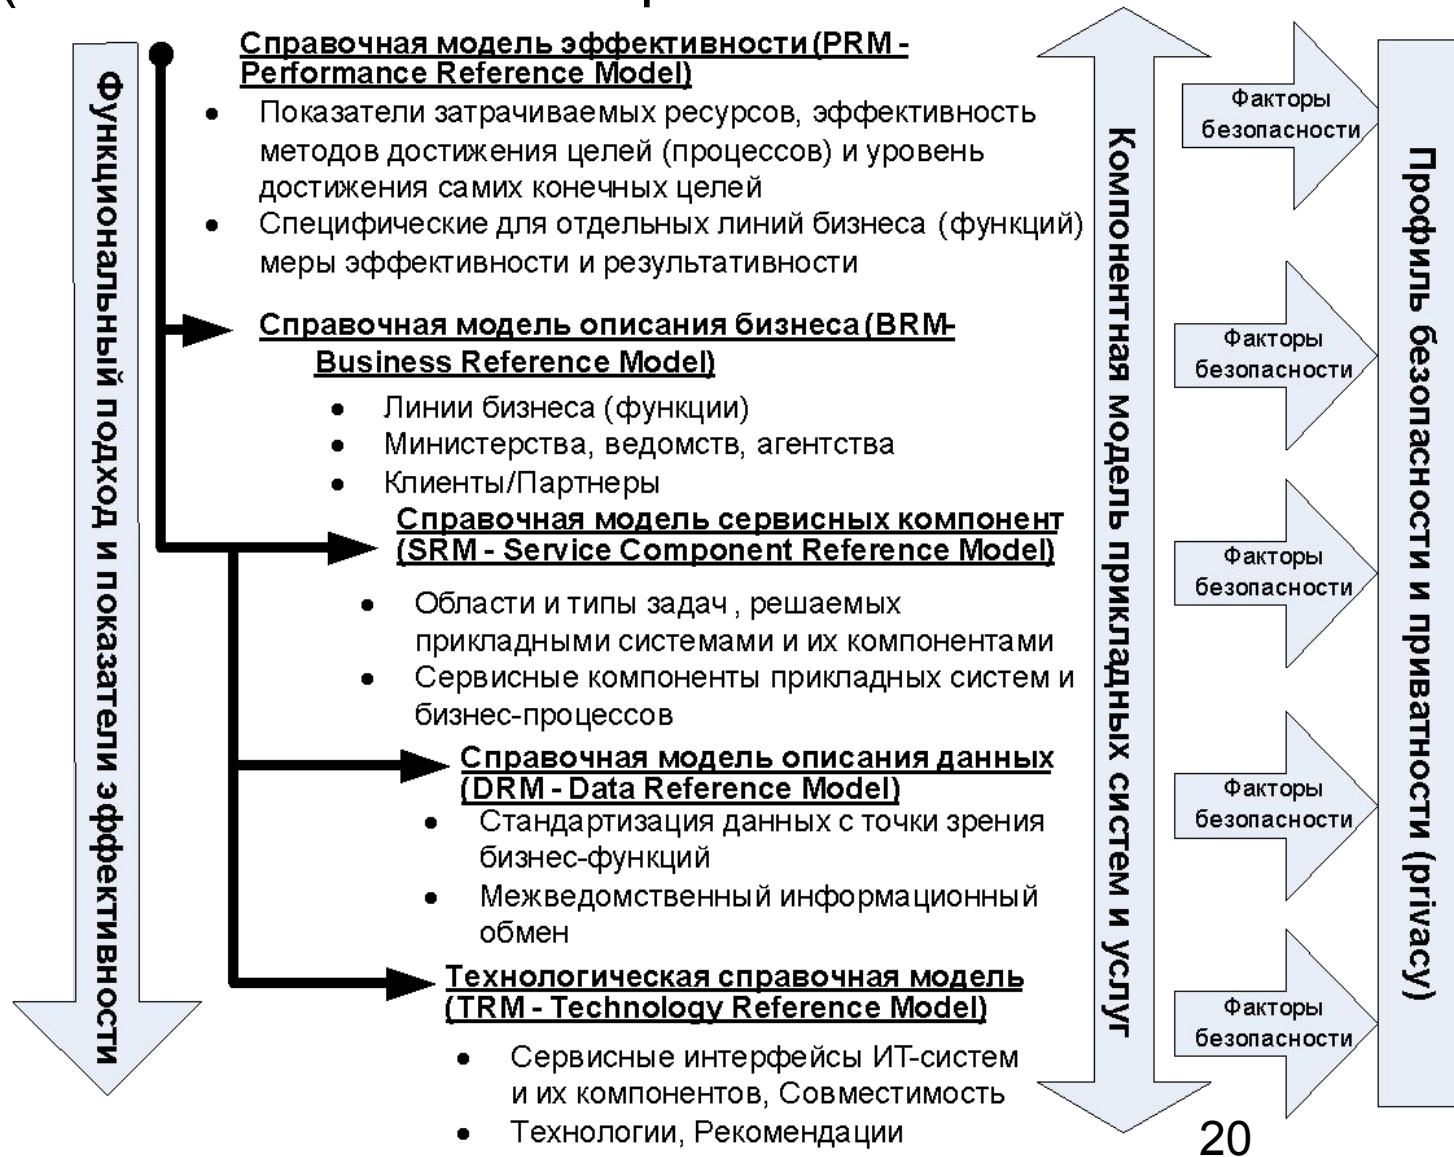 Функциональный подход и показатели эффективности
Справочная модель эффективности (PRM -
Performance Reference Model)
● Показатели затрачиваемых ресурсов, эффективность
методов достижения целей (процессов) и уровень
достижения самих конечных целей
● Специфические для отдельных линий бизнеса (функций)
меры эффективности и результативности
Справочная модель описания бизнеса (BRM-
Business Reference Model)
● Линии бизнеса (функции)
● Министерства, ведомств, агентства
● Клиенты/Партнеры
Справочная модель сервисных компонент
(SRM - Service Component Reference Model)
● Области и типы задач , решаемых
прикладными системами и их компонентами
● Сервисные компоненты прикладных систем и
бизнес-процессов
Справочная модель описания данных
(DRM - Data Reference Model)
● Стандартизация данных с точки зрения
бизнес-функций
● Межведомственный информационный
обмен
Технологическая справочная модель
(TRM - Technology Reference Model)
● Сервисные интерфейсы ИТ-систем
и их компонентов, Совместимость
● Технологии, Рекомендации
Компонентная модель прикладных систем и услуг
Факторы
безопасности
Факторы
безопасности
Факторы
безопасности
Факторы
безопасности
Факторы
безопасности
Профиль безопасности и приватности (privacy)
20